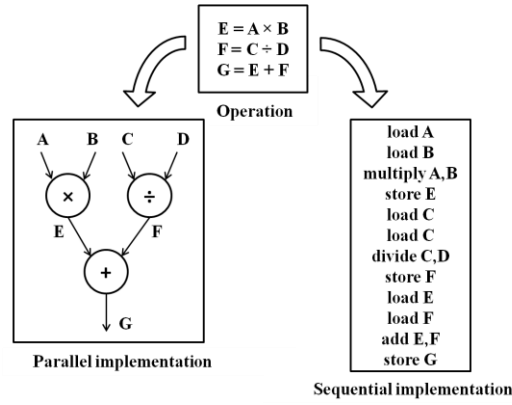 E = A × B
F = C ÷ D
G = E + F
Operation
A B C D
× ÷
E F
+
G
Parallel implementation
load A
load B
multiply A,B
store E
load C
load C
divide C,D
store F
load E
load F
add E,F
store G
Sequential implementation